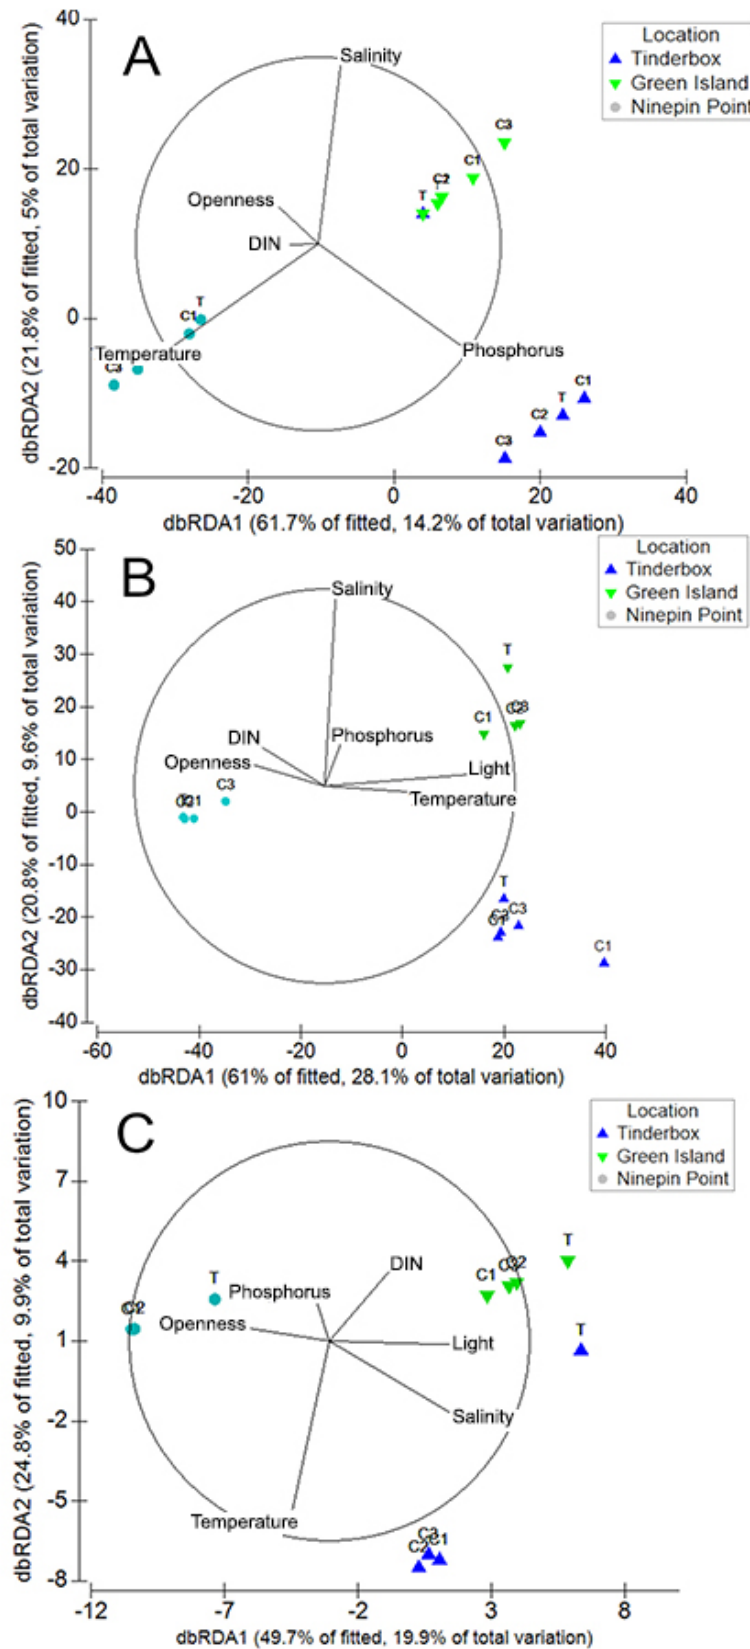 A
40
20
0
-20
-40
-20
0
20
40
dbRDA2 (21.8% of fitted, 5% of total variation)
dbRDA1 (61.7% of fitted, 14.2% of total variation)
Location
Tinderbox
Green Island
Ninepin Point
Salinity
Openness
DIN
Temperature
Phosphorus
C3
C1
T
T
C1
C3
C1
T
C2
C3
B
50
40
30
20
10
0
-10
-20
-30
-40
-60
-40
-20
0
20
40
dbRDA2 (20.8% of fitted, 9.6% of total variation)
dbRDA1 (61% of fitted, 28.1% of total variation)
Location
Tinderbox
Green Island
Ninepin Point
Salinity
DIN
Phosphorus
Openness
Light
Temperature
T
C1
C3
T
C3
C1
C
10
7
4
1
-2
-5
-8
-12
-7
-2
3
8
dbRDA2 (24.8% of fitted, 9.9% of total variation)
dbRDA1 (49.7% of fitted, 19.9% of total variation)
Location
Tinderbox
Green Island
Ninepin Point
DIN
Phosphorus
Openness
Light
Salinity
Temperature
T
C1
C2
T
T
C3
C2
C1